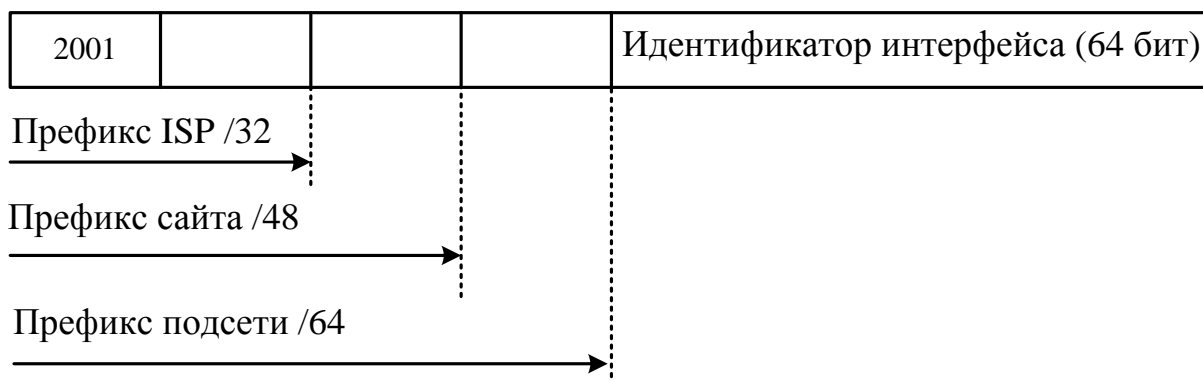 2001
Идентификатор интерфейса (64 бит)
Префикс ISP /32
Префикс сайта /48
Префикс подсети /64